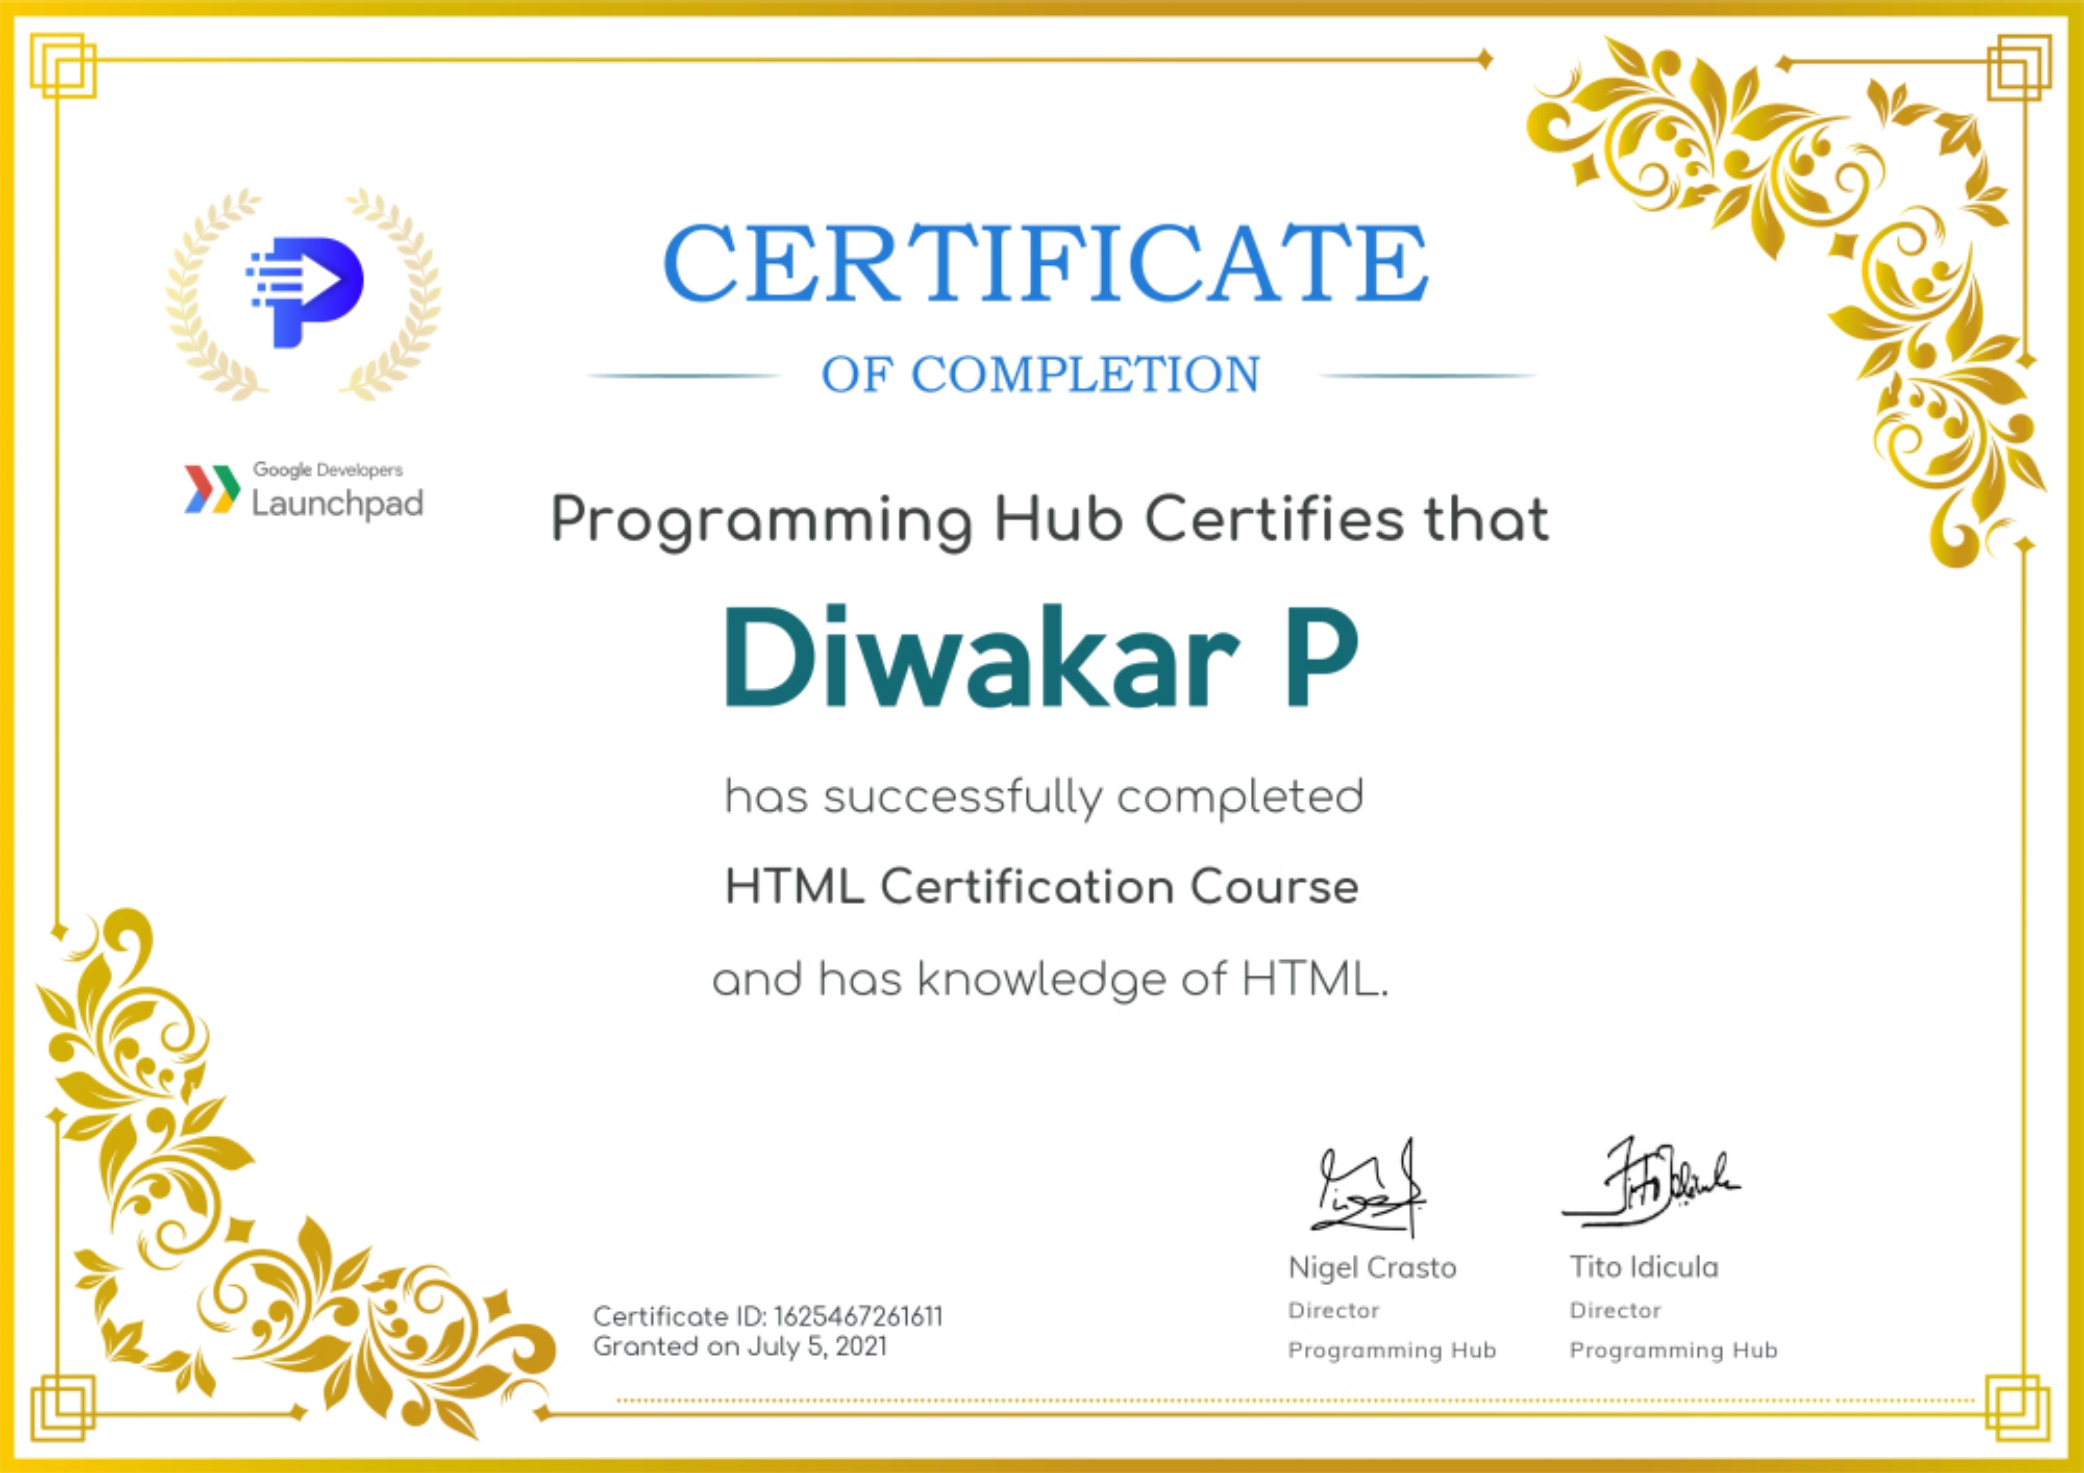 CERTIFICATE
OF COMPLETION
Google Developers
Launchpad
Programming Hub Certifies that
Diwakar P
has successfully completed
HTML Certification Course
and has knowledge of HTML.
Certificate ID: 1625467261611
Granted on July 5, 2021
Nigel Crasto
Director
Programming Hub
Tito Idicula
Director
Programming Hub